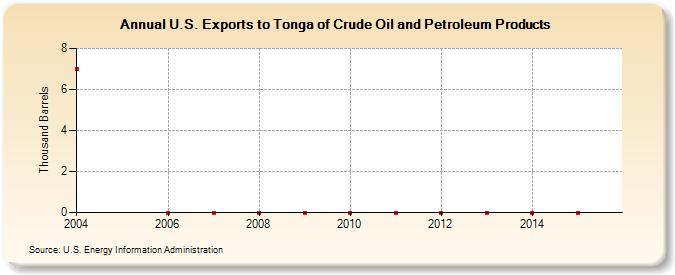 Annual U.S. Exports to Tonga of Crude Oil and Petroleum Products
Thousand Barrels
8
6
4
2
0
2004 2006 2008 2010 2012 2014
Source: U.S. Energy Information Administration